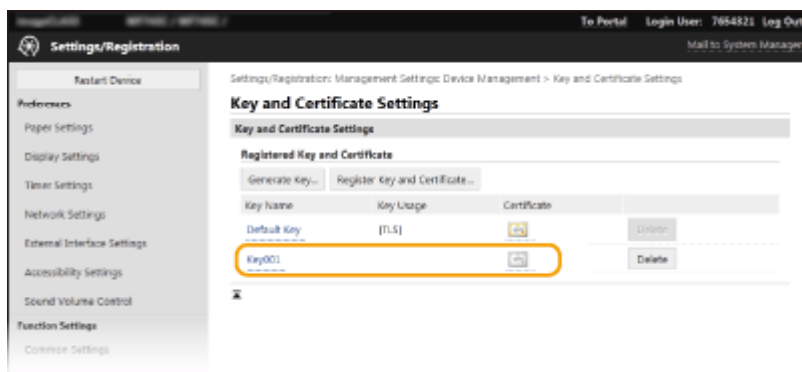 To Portal Login User: 7654321 Log Out
Settings/Registration
Mail to System Manager
Restart Device
Preferences
Paper Settings
Display Settings
Timer Settings
Network Settings
External Interface Settings
Accessibility Settings
Sound Volume Control
Function Settings
Common Settings
Settings/Registration: Management Settings: Device Management > Key and Certificate Settings
Key and Certificate Settings
Key and Certificate Settings
Registered Key and Certificate
Generate Key... Register Key and Certificate...
Key Name Key Usage Certificate
Default Key [TLS] Delete
Key001 Delete